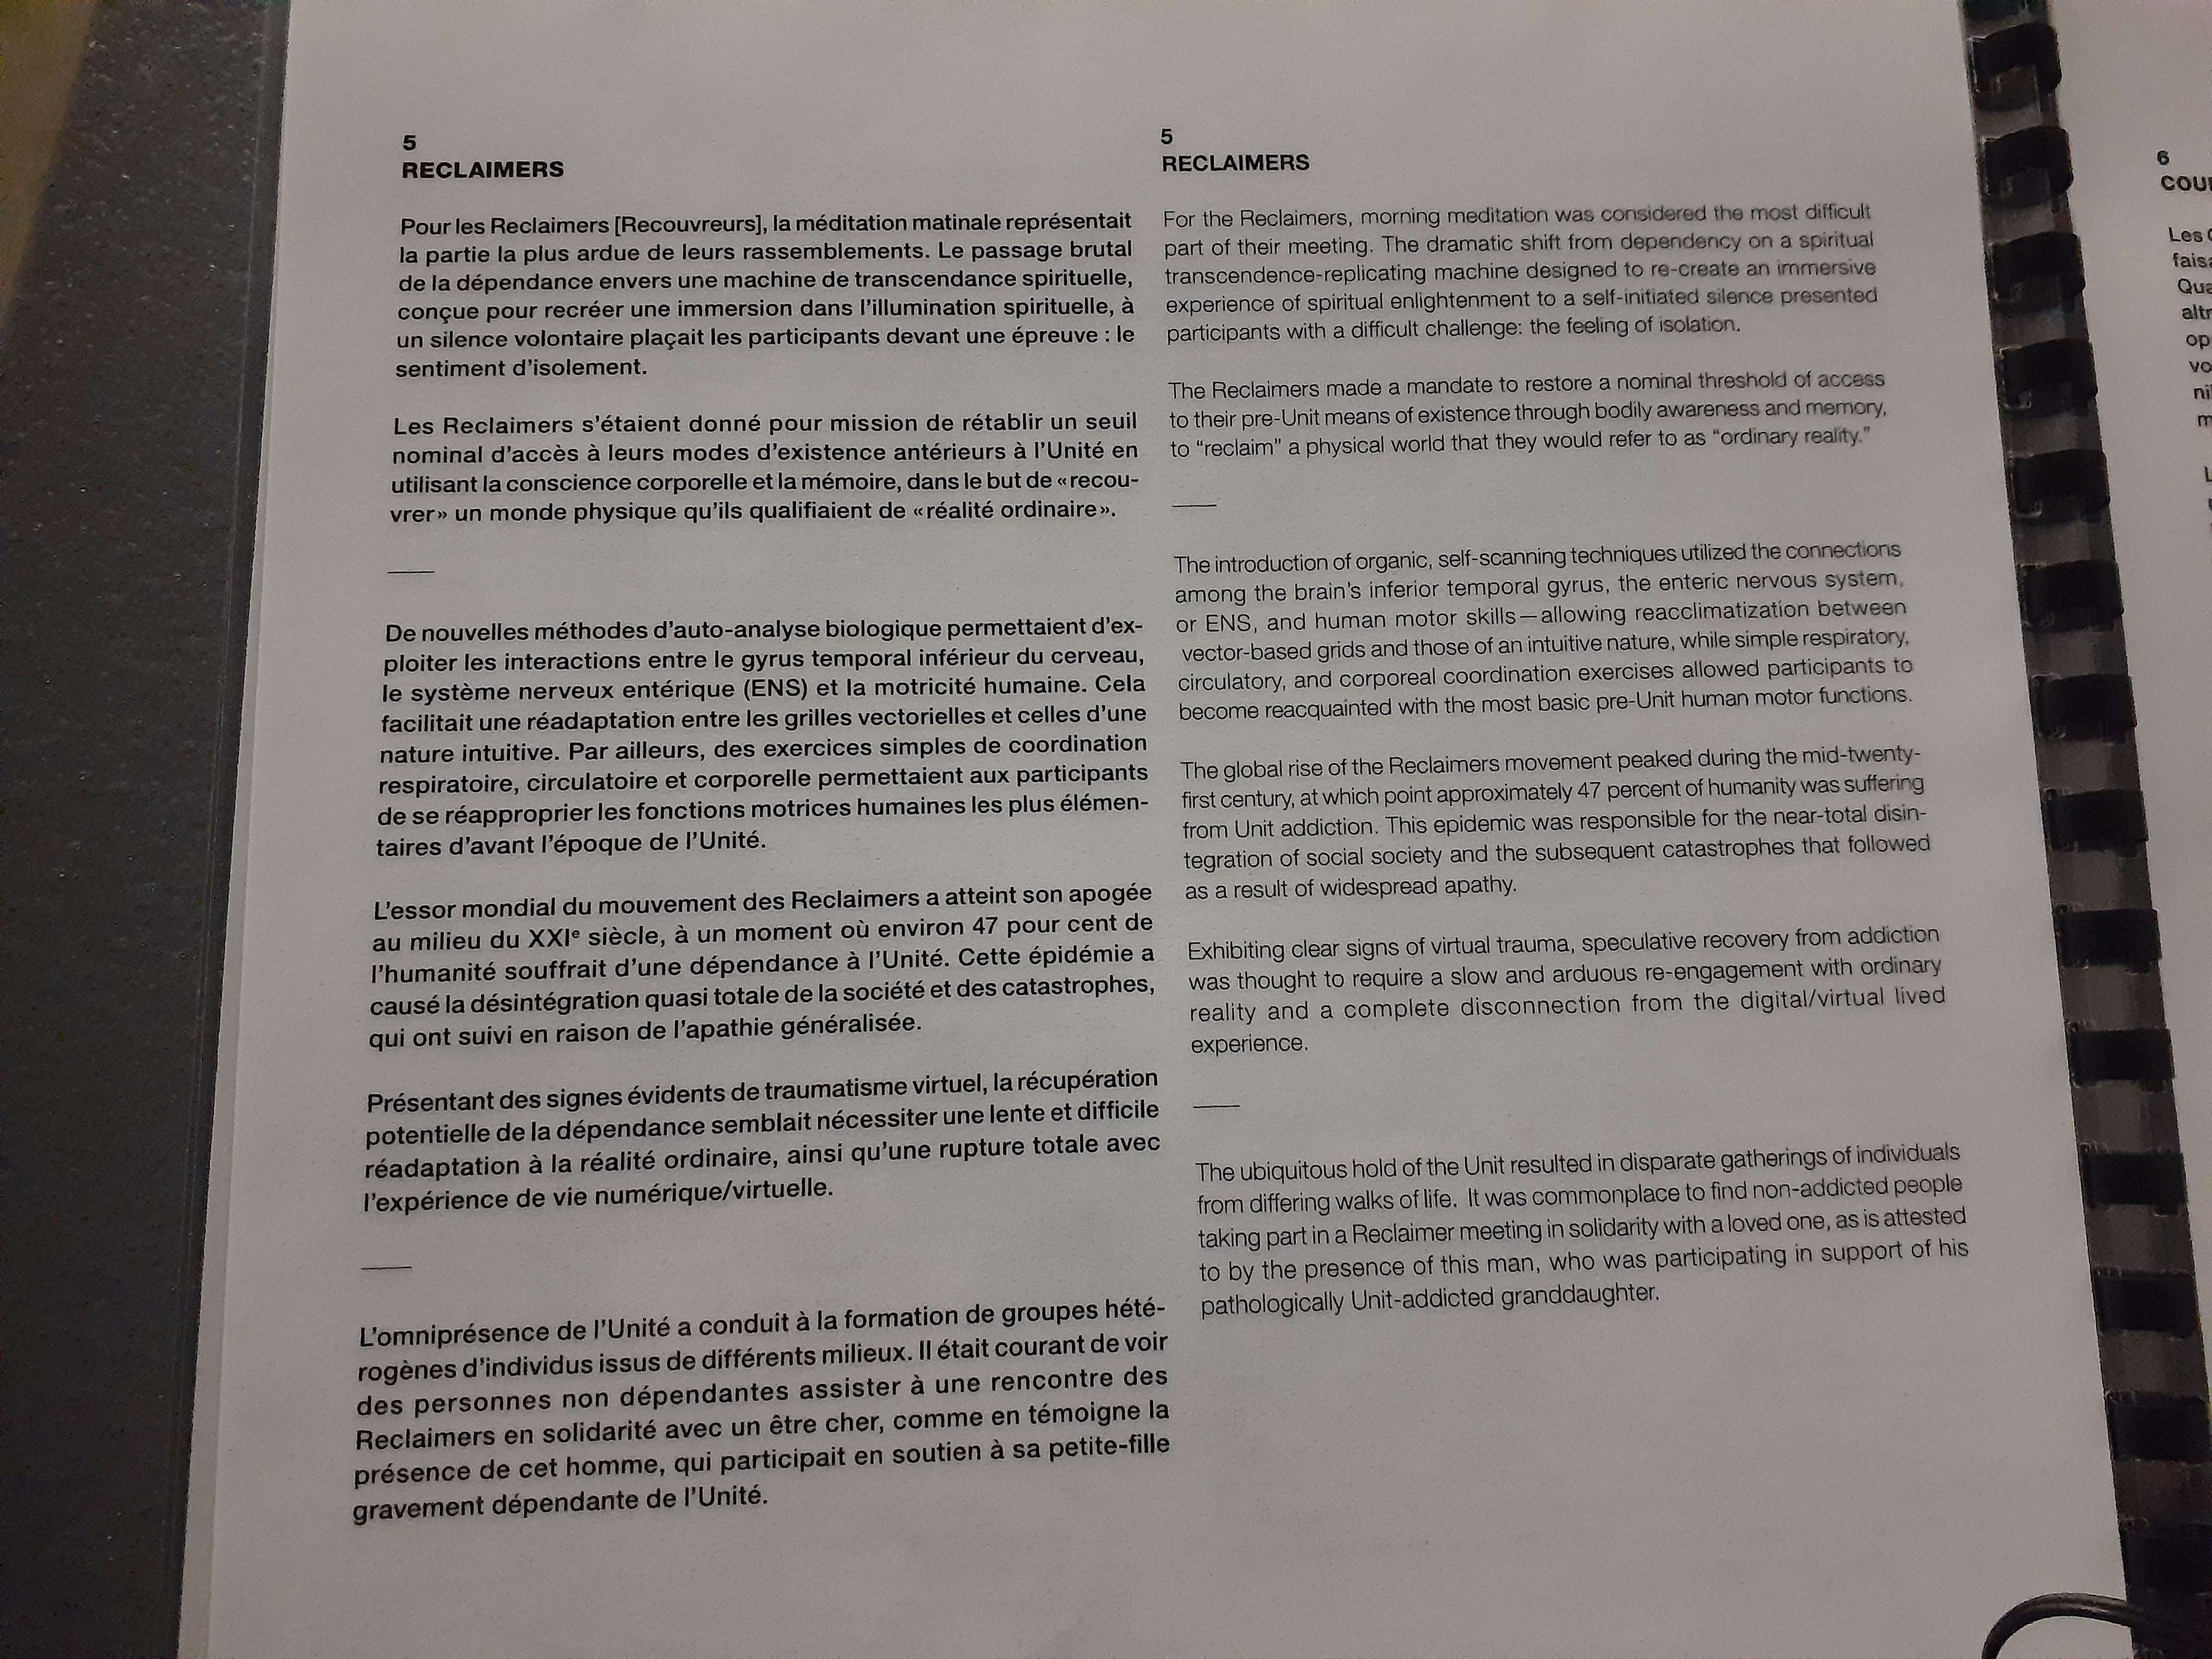 5
RECLAIMERS
Pour les Reclaimers [Recouvreurs], la méditation matinale représentait
la partie la plus ardue de leurs rassemblements. Le passage brutal
de la dépendance envers une machine de transcendance spirituelle,
conçue pour recréer une immersion dans l'illumination spirituelle, à
un silence volontaire plaçait les participants devant une épreuve : le
sentiment d'isolement.
Les Reclaimers s'étaient donné pour mission de rétablir un seuil
nominal d'accès à leurs modes d'existence antérieurs à l'Unité en
utilisant la conscience corporelle et la mémoire, dans le but de «recou-
vrer» un monde physique qu'ils qualifiaient de «réalité ordinaire».
De nouvelles méthodes d'auto-analyse biologique permettaient d'ex-
ploiter les interactions entre le gyrus temporal inférieur du cerveau,
le système nerveux entérique (ENS) et la motricité humaine. Cela
facilitait une réadaptation entre les grilles vectorielles et celles d'une
nature intuitive. Par ailleurs, des exercices simples de coordination
respiratoire, circulatoire et corporelle permettaient aux participants
de se réapproprier les fonctions motrices humaines les plus élémen-
taires d'avant l'époque de l'Unité.
L'essor mondial du mouvement des Reclaimers a atteint son apogée
au milieu du XXIe siècle, à un moment où environ 47 pour cent de
l'humanité souffrait d'une dépendance à l'Unité. Cette épidémie a
causé la désintégration quasi totale de la société et des catastrophes,
qui ont suivi en raison de l'apathie généralisée.
Présentant des signes évidents de traumatisme virtuel, la récupération
potentielle de la dépendance semblait nécessiter une lente et difficile
réadaptation à la réalité ordinaire, ainsi qu'une rupture totale avec
l'expérience de vie numérique/virtuelle.
L'omniprésence de l'Unité a conduit à la formation de groupes hété-
rogènes d'individus issus de différents milieux. Il était courant de voir
des personnes non dépendantes assister à une rencontre des
Reclaimers en solidarité avec un être cher, comme en témoigne la
présence de cet homme, qui participait en soutien à sa petite-fille
gravement dépendante de l'Unité.
5
RECLAIMERS
For the Reclaimers, morning meditation was considered the most difficult
part of their meeting. The dramatic shift from dependency on a spiritual
transcendence-replicating machine designed to re-create an immersive
experience of spiritual enlightenment to a self-initiated silence presented
participants with a difficult challenge: the feeling of isolation.
The Reclaimers made a mandate to restore a nominal threshold of access
to their pre-Unit means of existence through bodily awareness and memory,
to “reclaim” a physical world that they would refer to as “ordinary reality.”
The introduction of organic, self-scanning techniques utilized the connections
among the brain's inferior temporal gyrus, the enteric nervous system,
or ENS, and human motor skills—allowing reacclimatization between
vector-based grids and those of an intuitive nature, while simple respiratory,
circulatory, and corporeal coordination exercises allowed participants to
become reacquainted with the most basic pre-Unit human motor functions.
The global rise of the Reclaimers movement peaked during the mid-twenty-
first century, at which point approximately 47 percent of humanity was suffering
from Unit addiction. This epidemic was responsible for the near-total disin-
tegration of social society and the subsequent catastrophes that followed
as a result of widespread apathy.
Exhibiting clear signs of virtual trauma, speculative recovery from addiction
was thought to require a slow and arduous re-engagement with ordinary
reality and a complete disconnection from the digital/virtual lived
experience.
The ubiquitous hold of the Unit resulted in disparate gatherings of individuals
from differing walks of life. It was commonplace to find non-addicted people
taking part in a Reclaimer meeting in solidarity with a loved one, as is attested
to by the presence of this man, who was participating in support of his
pathologically Unit-addicted granddaughter.
6
Les